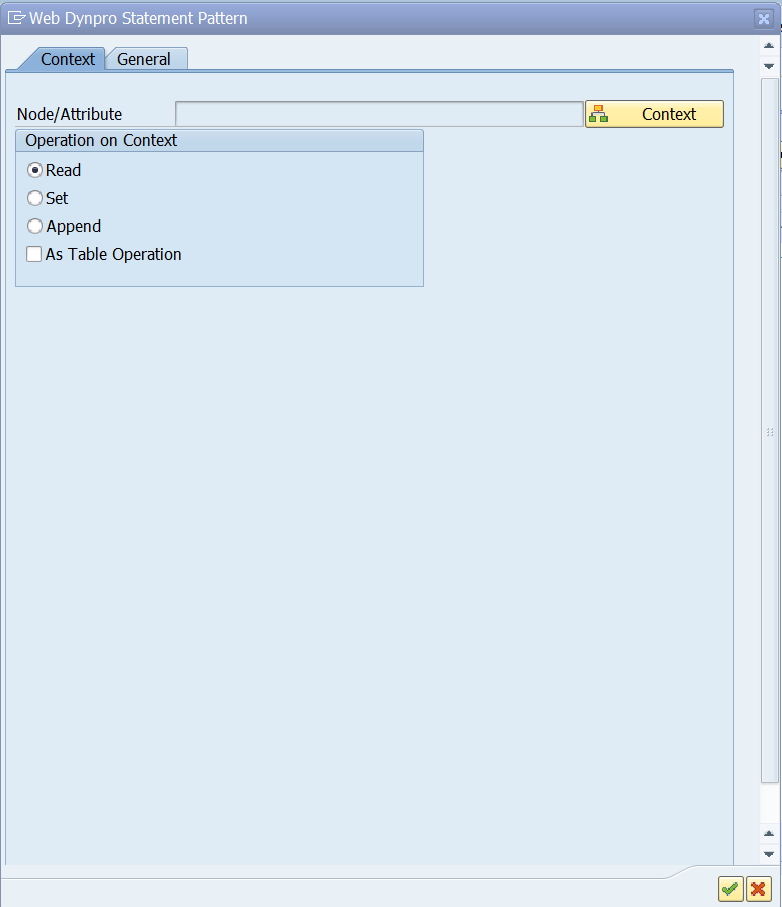 Web Dynpro Statement Pattern
Context General
Node/Attribute Context
Operation on Context
Read
Set
Append
As Table Operation